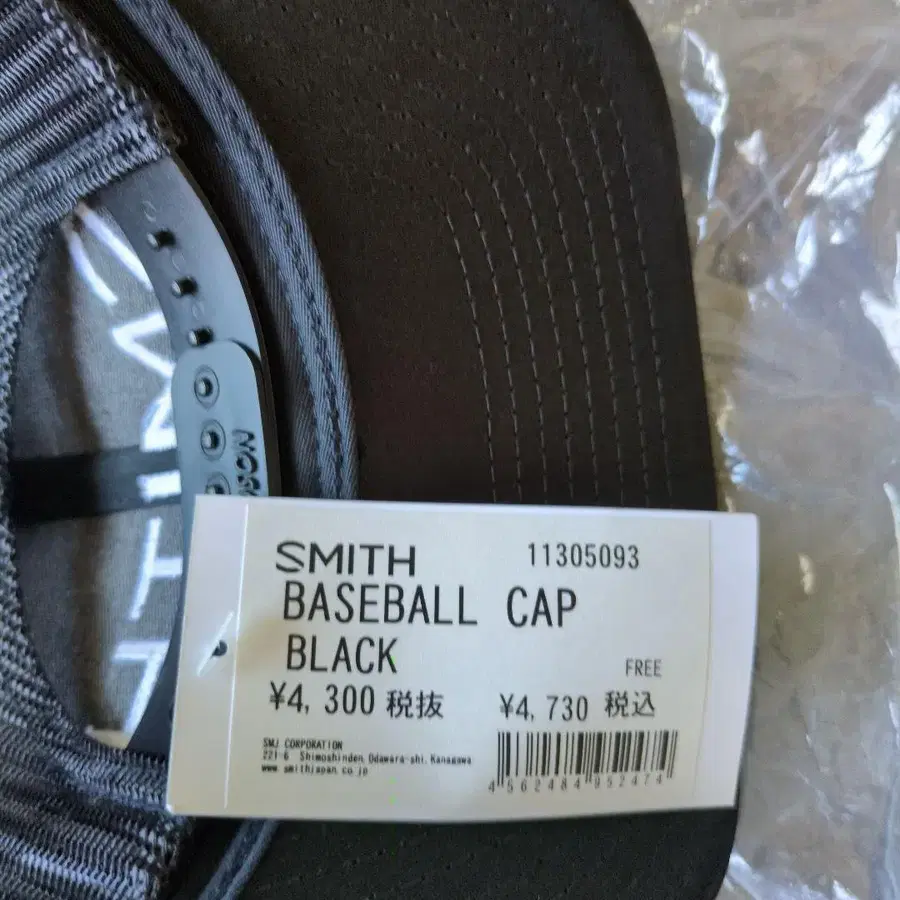 SMITH 11305093
BASEBALL CAP
BLACK
FREE
¥4,300 税抜 ¥4,730 税込
SMJ CORPORATION
221-6 Shimoshinden,Odawara-shi,Kanagawa
www.smithjapan.co.jp
4562484952474